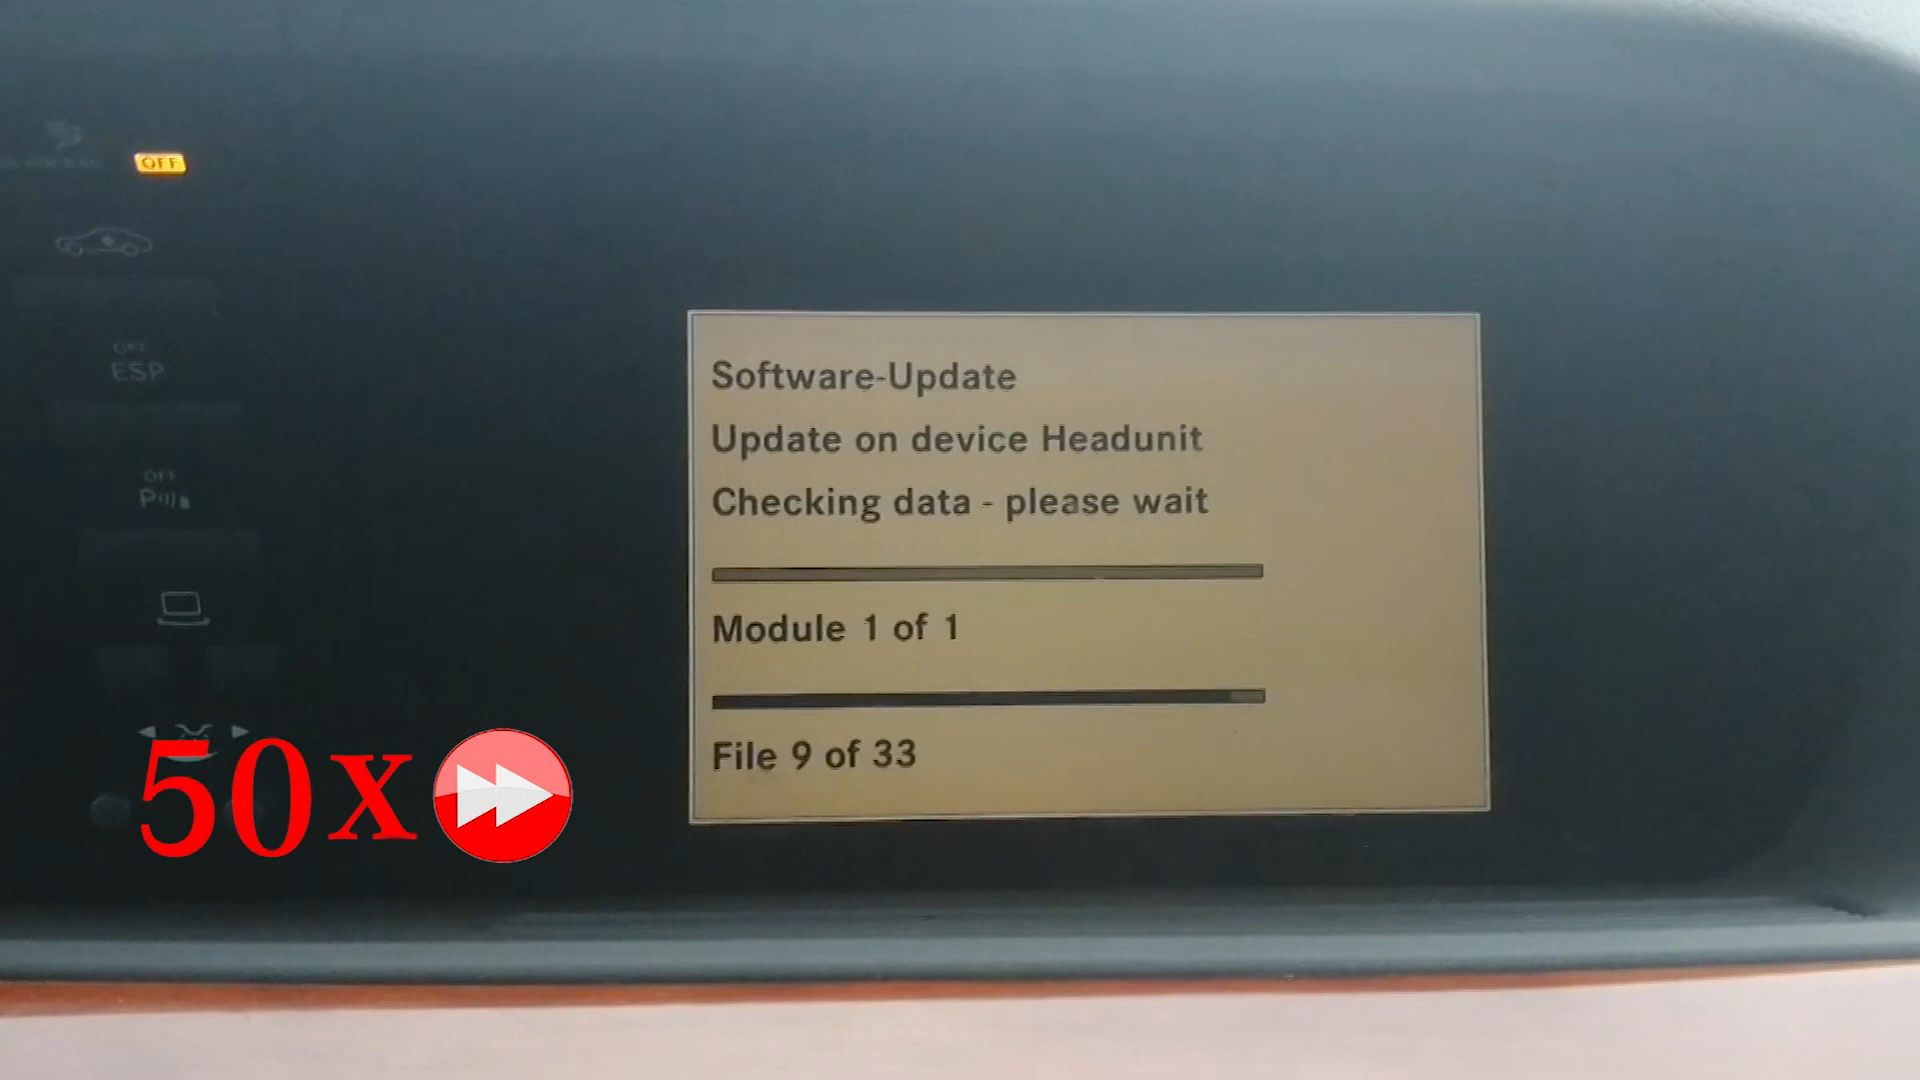 OFF
OFF
ESP
OFF
P
Software-Update
Update on device Headunit
Checking data - please wait
Module 1 of 1
File 9 of 33
50x